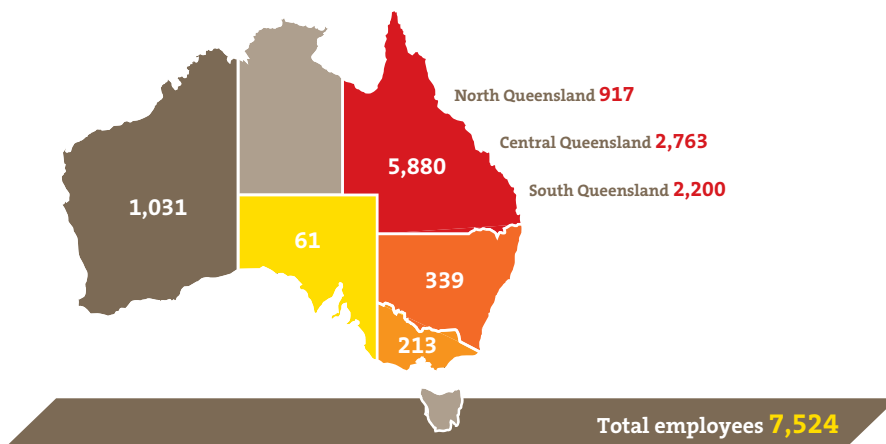 North Queensland 917
Central Queensland 2,763
5,880
South Queensland 2,200
1,031
61
339
213
Total employees 7,524